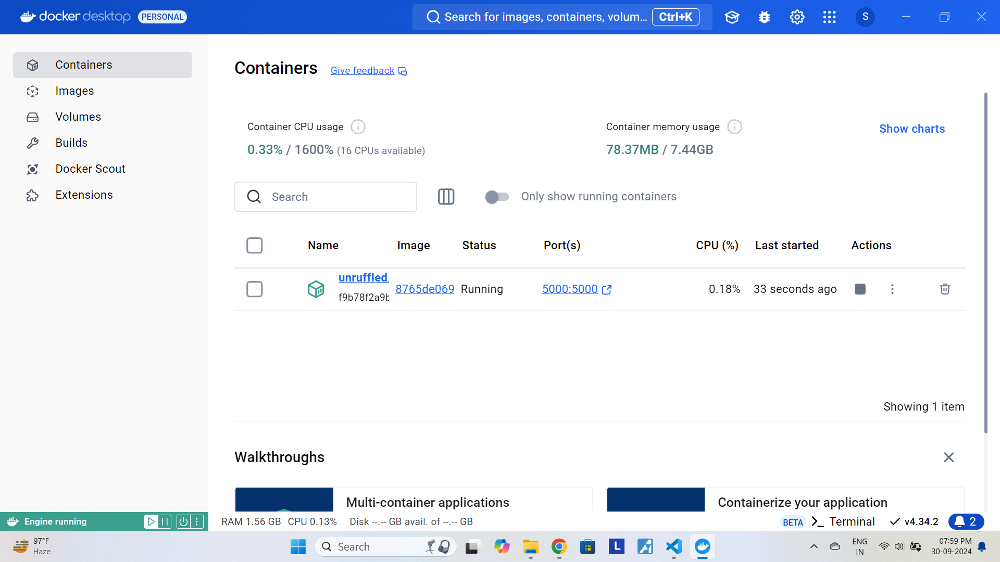 docker desktop PERSONAL
Search for images, containers, volum... Ctrl+K
S
Containers
Images
Volumes
Builds
Docker Scout
Extensions
Containers Give feedback
Container CPU usage
0.33% / 1600% (16 CPUs available)
Container memory usage
78.37MB / 7.44GB
Show charts
Search
Only show running containers
Name Image Status Port(s) CPU (%) Last started Actions
unruffled_
f9b78f2a9b
8765de069 Running 5000:5000 0.18% 33 seconds ago
Showing 1 item
Walkthroughs
Multi-container applications
Containerize your application
Engine running
RAM 1.56 GB CPU 0.13% Disk --.-- GB avail. of --.-- GB
BETA >_ Terminal v4.34.2 2
97°F
Haze
Search
L
ENG
IN
07:59 PM
30-09-2024